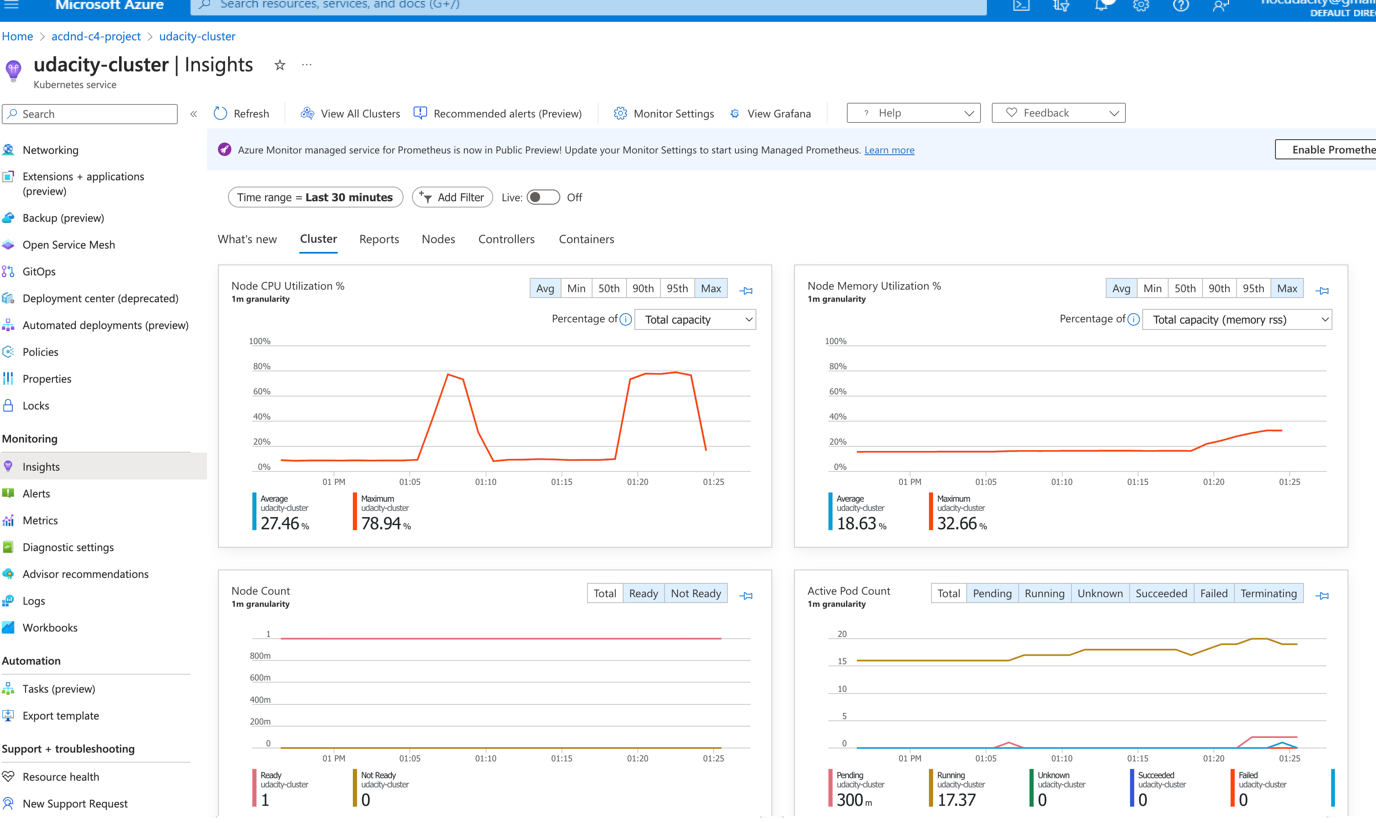 Microsoft Azure
Search resources, services, and docs (G+/)
DEFAULT DIRE
Home > acdnd-c4-project > udacity-cluster
udacity-cluster | Insights
Kubernetes service
Search
Networking
Extensions + applications
(preview)
Backup (preview)
Open Service Mesh
GitOps
Deployment center (deprecated)
Automated deployments (preview)
Policies
Properties
Locks
Monitoring
Insights
Alerts
Metrics
Diagnostic settings
Advisor recommendations
Logs
Workbooks
Automation
Tasks (preview)
Export template
Support + troubleshooting
Resource health
New Support Request
Refresh View All Clusters Recommended alerts (Preview) Monitor Settings View Grafana ? Help Feedback
Azure Monitor managed service for Prometheus is now in Public Preview! Update your Monitor Settings to start using Managed Prometheus. Learn more
Enable Promethe
Time range = Last 30 minutes Add Filter Live: Off
What's new Cluster Reports Nodes Controllers Containers
Node CPU Utilization %
1m granularity
Avg Min 50th 90th 95th Max
Percentage of Total capacity
100%
80%
60%
40%
20%
0%
01 PM 01:05 01:10 01:15 01:20 01:25
Average
udacity-cluster
27.46 %
Maximum
udacity-cluster
78.94 %
Node Memory Utilization %
1m granularity
Avg Min 50th 90th 95th Max
Percentage of Total capacity (memory rss)
100%
80%
60%
40%
20%
0%
01 PM 01:05 01:10 01:15 01:20 01:25
Average
udacity-cluster
18.63 %
Maximum
udacity-cluster
32.66 %
Node Count
1m granularity
Total Ready Not Ready
1
800m
600m
400m
200m
0
01 PM 01:05 01:10 01:15 01:20 01:25
Ready
udacity-cluster
1
Not Ready
udacity-cluster
0
Active Pod Count
1m granularity
Total Pending Running Unknown Succeeded Failed Terminating
20
15
10
5
0
01 PM 01:05 01:10 01:15 01:20 01:25
Pending
udacity-cluster
300 m
Running
udacity-cluster
17.37
Unknown
udacity-cluster
0
Succeeded
udacity-cluster
0
Failed
udacity-cluster
0